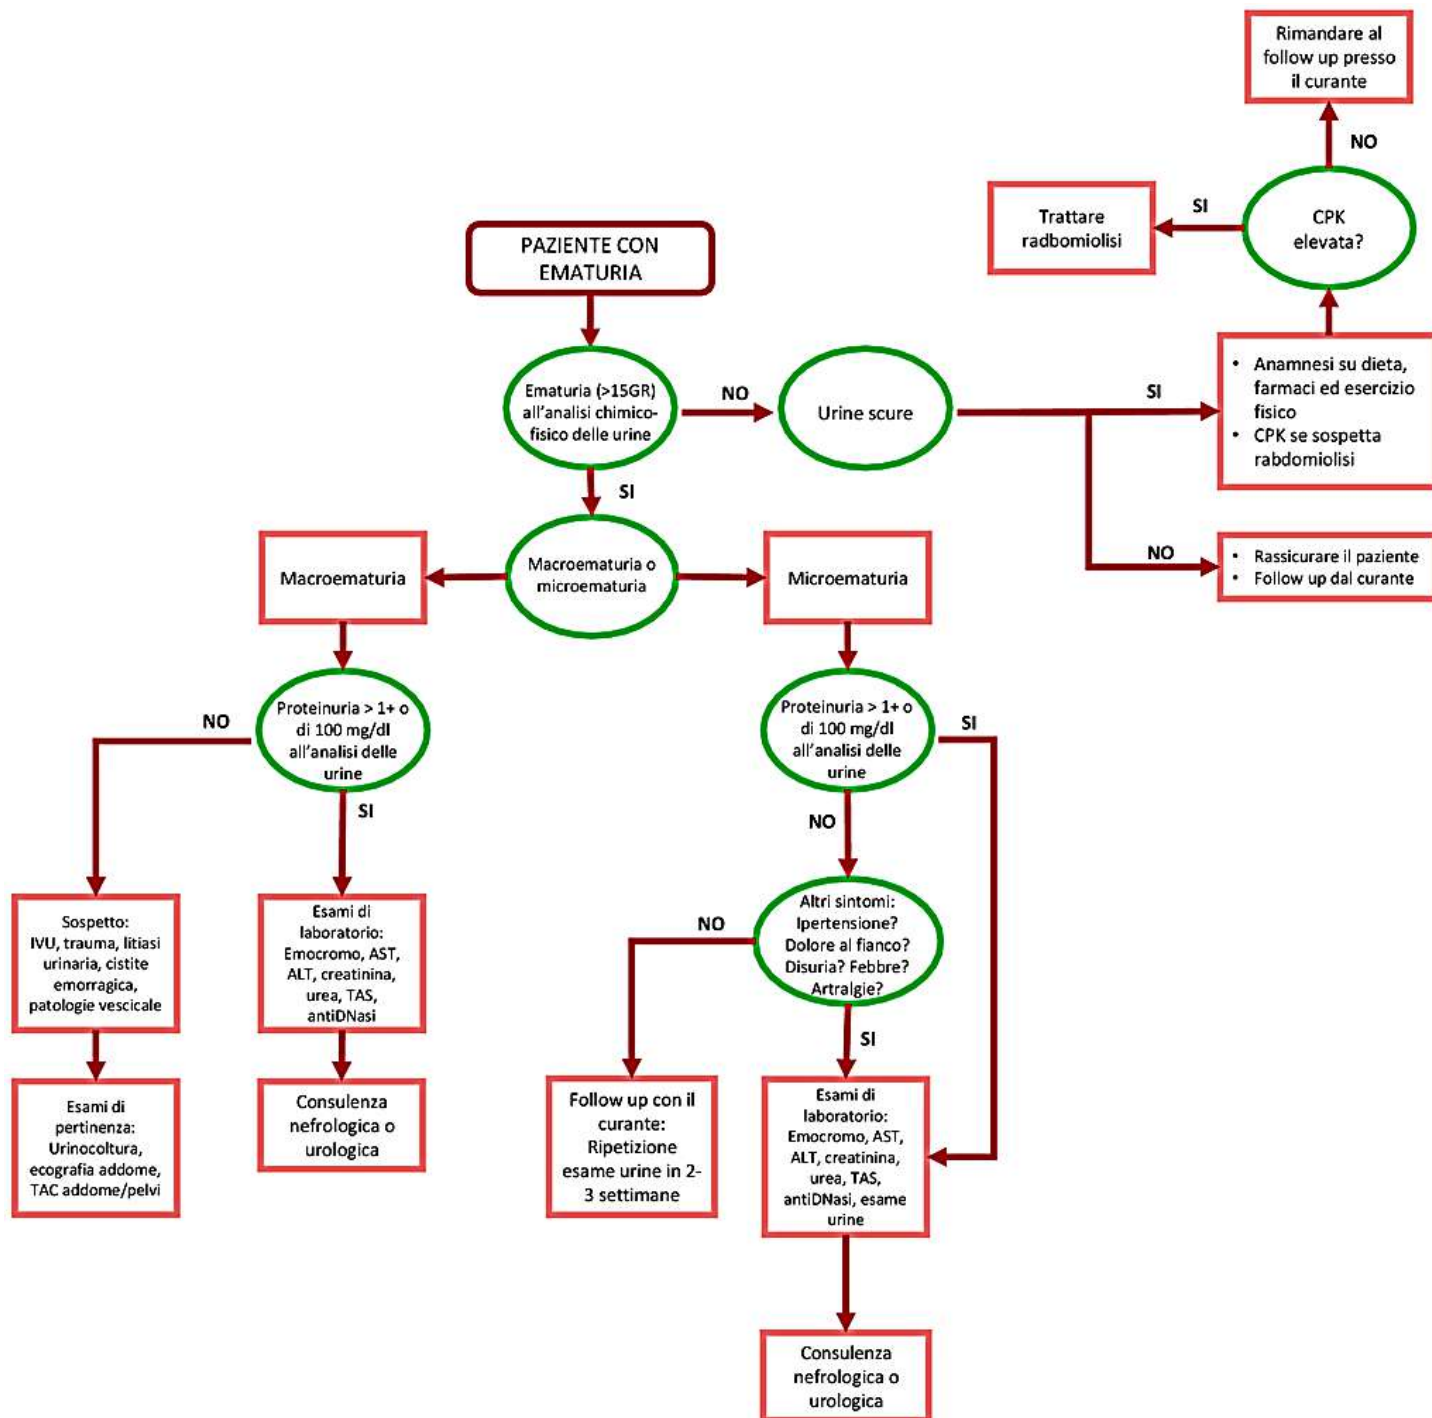 Rimandare al
follow up presso
il curante
NO
SI
CPK
elevata?
Trattare
radbomiolisi
PAZIENTE CON
EMATURIA
Ematuria (>15GR)
all'analisi chimico-
fisico delle urine
NO
Urine scure
SI
• Anamnesi su dieta,
farmaci ed esercizio
fisico
• CPK se sospetta
rabdomiolisi
SI
NO
• Rassicurare il paziente
• Follow up dal curante
Macroematuria
Macroematuria o
microematuria
Microematuria
NO
Proteinuria > 1+ o
di 100 mg/dl
all'analisi delle
urine
SI
Proteinuria > 1+ o
di 100 mg/dl
all'analisi delle
urine
SI
NO
Sospetto:
IVU, trauma, litiasi
urinaria, cistite
emorragica,
patologie vescicale
Esami di
laboratorio:
Emocromo, AST,
ALT, creatinina,
urea, TAS,
antiDNasi
NO
Altri sintomi:
Ipertensione?
Dolore al fianco?
Disuria? Febbre?
Artralgie?
SI
Esami di
pertinenza:
Urinocoltura,
ecografia addome,
TAC addome/pelvi
Consulenza
nefrologica o
urologica
Follow up con il
curante:
Ripetizione
esame urine in 2-
3 settimane
Esami di
laboratorio:
Emocromo, AST,
ALT, creatinina,
urea, TAS,
antiDNasi, esame
urine
Consulenza
nefrologica o
urologica